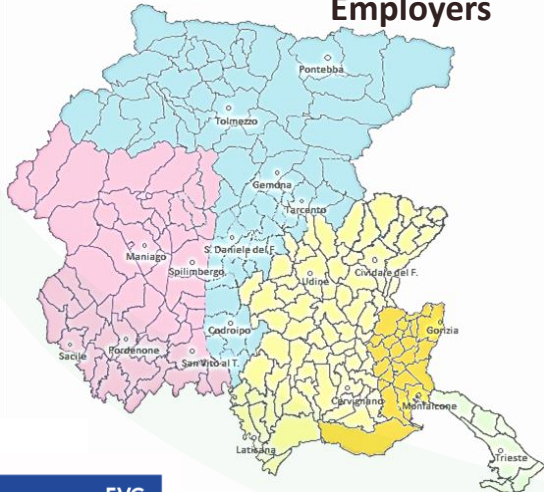 Employers
Pontebba
Tolmezzo
Gemona
Tarcento
S. Daniele del F.
Maniago
Spilimbergo
Cividale del F.
Udine
Codroipo
Gorizia
Sacile
Pordenone
San Vito al T.
Cervignano
Monfalcone
Latisana
Trieste